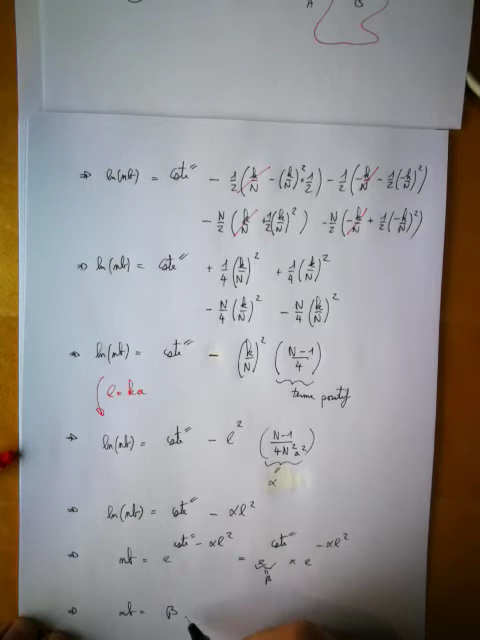 A B
⇒ ln(nb) = cste'' - 1/2 (k/N - (k/N)² × 1/2) - 1/2 (-k/N - 1/2 (-k/N)²)
- N/2 (k/N + 1/2 (k/N)²) - N/2 (-k/N + 1/2 (-k/N)²)
⇒ ln(nb) = cste'' + 1/4 (k/N)² + 1/4 (k/N)²
- N/4 (k/N)² - N/4 (k/N)²
⇒ ln(nb) = cste'' - (k/N)² (N-1/4)
l = ka
terme positif
⇒ ln(nb) = cste'' - l² (N-1/4N²a²)
α
⇒ ln(nb) = cste'' - αl²
⇒ nb = e^(cste'' - αl²) = e^(cste'') × e^(-αl²)
β
⇒ nb = β